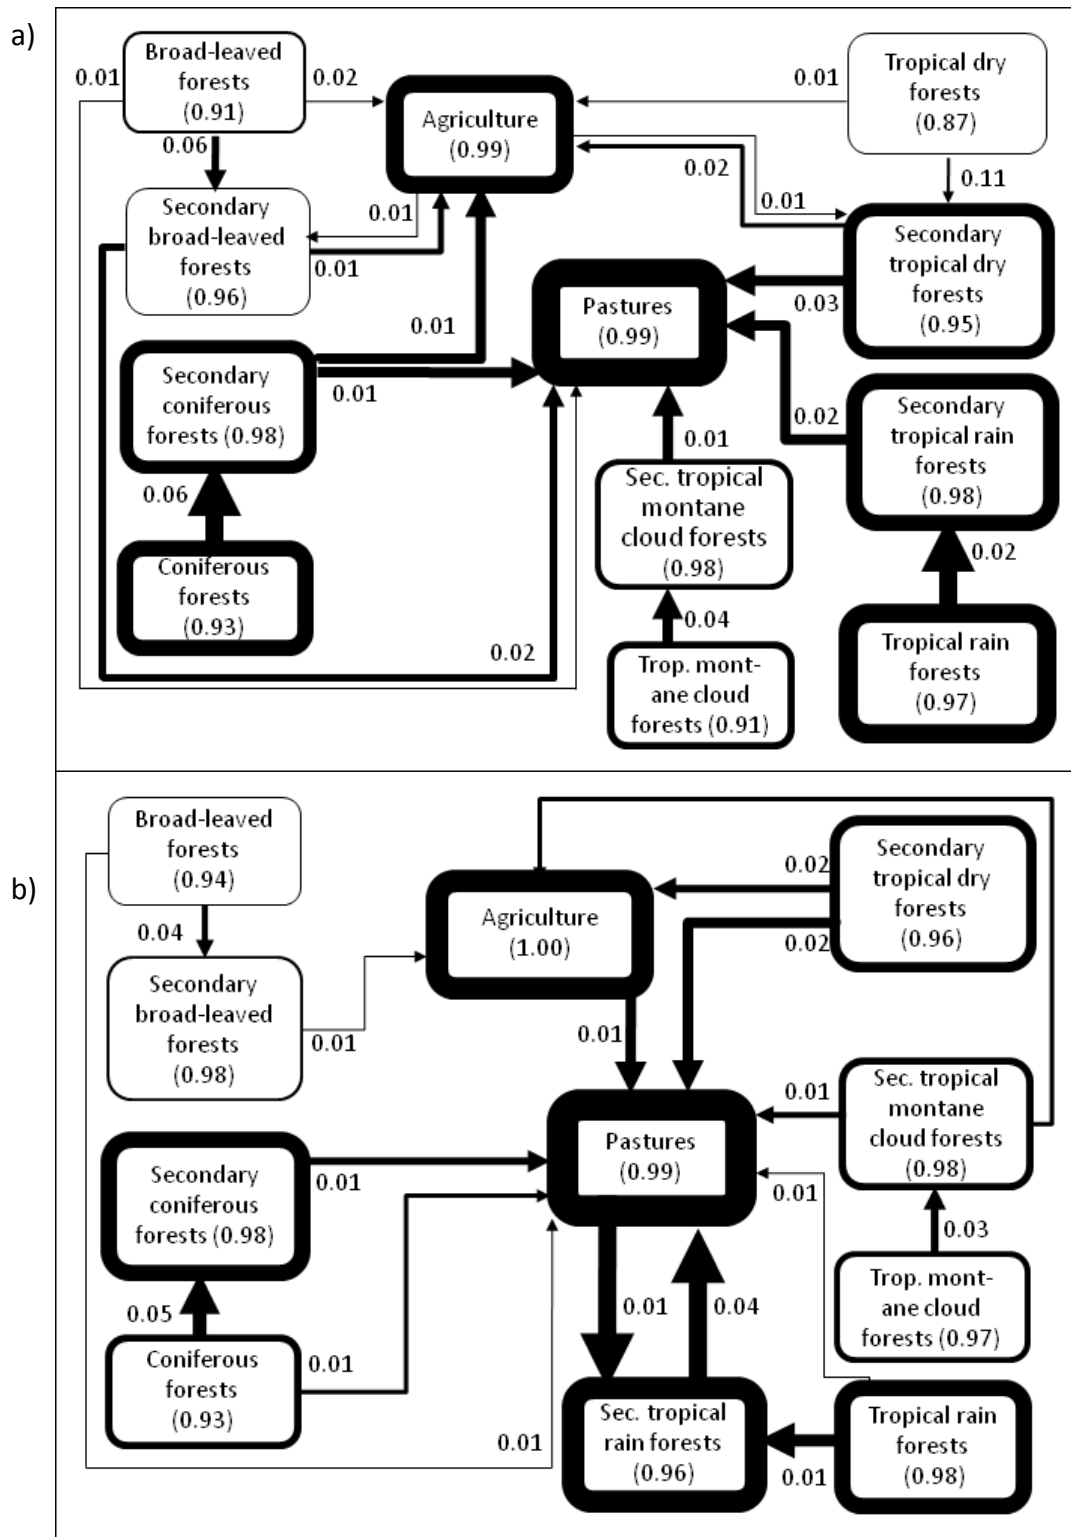 a)
0.01
Broad-leaved
forests
(0.91)
0.02
0.06
Agriculture
(0.99)
0.01
Tropical dry
forests
(0.87)
0.11
0.02
0.01
Secondary
broad-leaved
forests
(0.96)
0.01
0.01
Secondary
tropical dry
forests
(0.95)
0.03
Pastures
(0.99)
0.01
0.01
Secondary
coniferous
forests (0.98)
0.06
Coniferous
forests
(0.93)
0.02
Secondary
tropical rain
forests
(0.98)
0.02
0.01
Sec. tropical
montane
cloud forests
(0.98)
0.04
Trop. mont-
ane cloud
forests (0.91)
Tropical rain
forests
(0.97)
0.02
b)
Broad-leaved
forests
(0.94)
0.04
Secondary
broad-leaved
forests
(0.98)
0.01
Agriculture
(1.00)
0.02
0.02
Secondary
tropical dry
forests
(0.96)
0.01
Pastures
(0.99)
0.01
Sec. tropical
montane
cloud forests
(0.98)
0.01
0.03
Trop. mont-
ane cloud
forests (0.97)
Secondary
coniferous
forests (0.98)
0.01
0.05
Coniferous
forests
(0.93)
0.01
0.01
0.01
0.04
Sec. tropical
rain forests
(0.96)
0.01
Tropical rain
forests
(0.98)